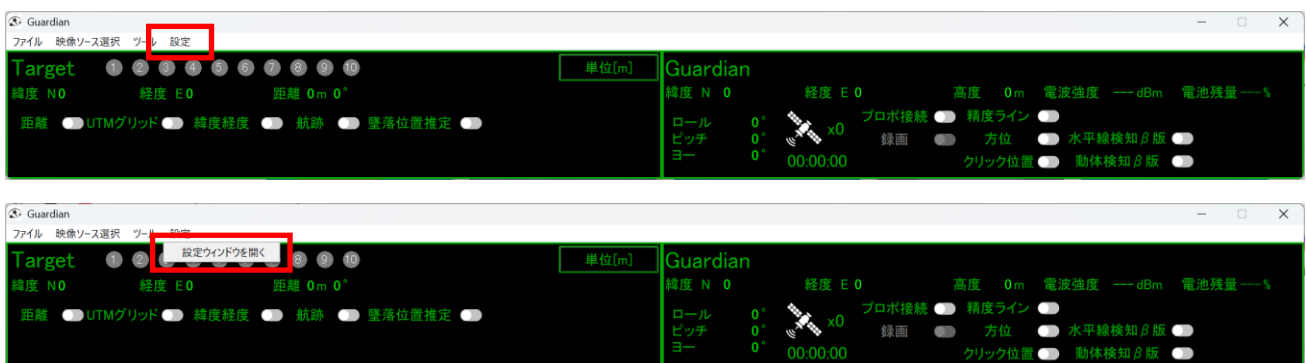 Guardian
ファイル 映像ソース選択 ツール 設定
Target 1 2 3 4 5 6 7 8 9 10 単位[m] Guardian
緯度 N 0 経度 E 0 距離 0 m 0° 緯度 N 0 経度 E 0 高度 0 m 電波強度 --- dBm 電池残量 --- %
距離 UTMグリッド 緯度経度 航跡 墜落位置推定
ロール 0° x0 プロポ接続 精度ライン
ピッチ 0° 録画 方位 水平線検知β版
ヨー 0° 00:00:00 クリック位置 動体検知β版
Guardian
ファイル 映像ソース選択
設定ウィンドウを開く
Target 1 2 8 9 10 単位[m] Guardian
緯度 N 0 経度 E 0 距離 0 m 0° 緯度 N 0 経度 E 0 高度 0 m 電波強度 --- dBm 電池残量 --- %
距離 UTMグリッド 緯度経度 航跡 墜落位置推定
ロール 0° x0 プロポ接続 精度ライン
ピッチ 0° 録画 方位 水平線検知β版
ヨー 0° 00:00:00 クリック位置 動体検知β版